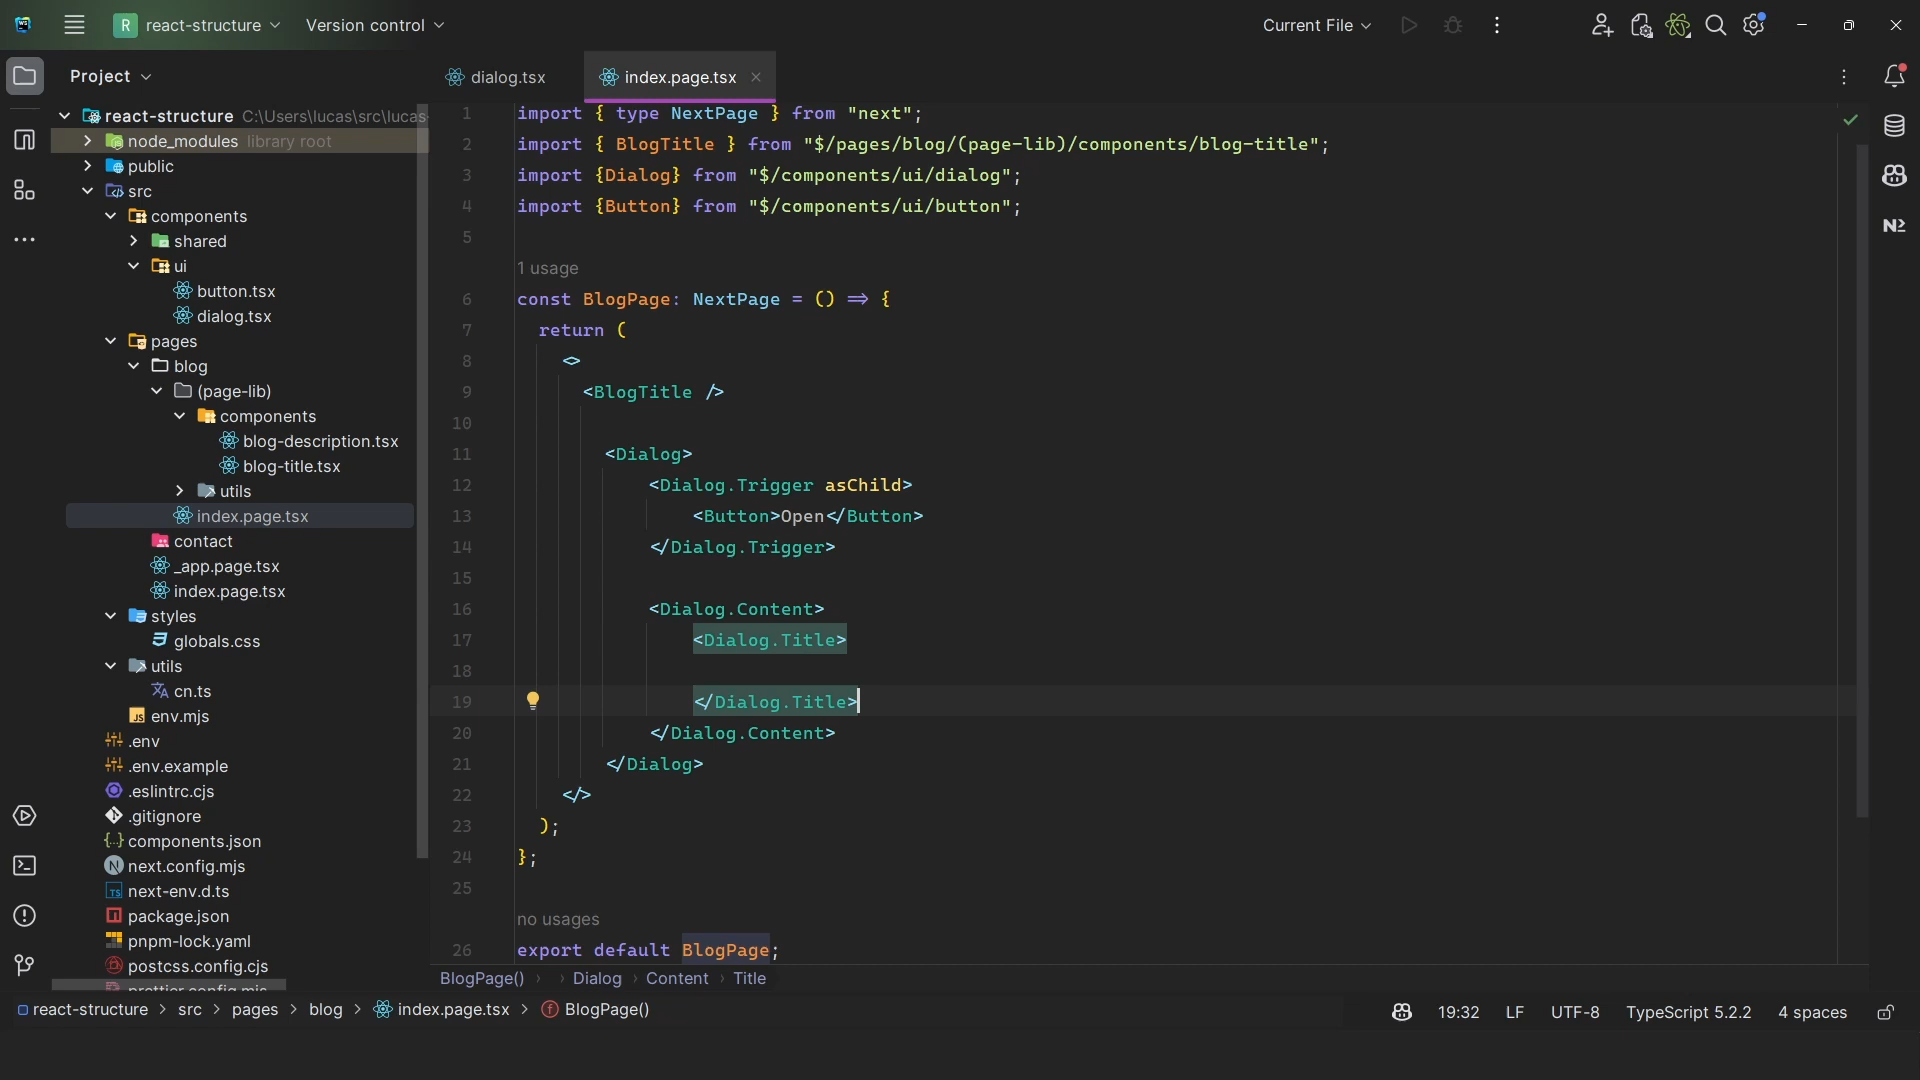 WS
R react-structure
Version control
Current File
Project
dialog.tsx
index.page.tsx
react-structure C:\Users\lucas\src\lucas-
node_modules library root
public
src
components
shared
ui
button.tsx
dialog.tsx
pages
blog
(page-lib)
components
blog-description.tsx
blog-title.tsx
utils
index.page.tsx
contact
_app.page.tsx
index.page.tsx
styles
globals.css
utils
cn.ts
env.mjs
.env
.env.example
.eslintrc.cjs
.gitignore
components.json
next.config.mjs
next-env.d.ts
package.json
pnpm-lock.yaml
postcss.config.cjs
prettier.config.mjs
1 import { type NextPage } from "next";
2 import { BlogTitle } from "$/pages/blog/(page-lib)/components/blog-title";
3 import {Dialog} from "$/components/ui/dialog";
4 import {Button} from "$/components/ui/button";
5
1 usage
6 const BlogPage: NextPage = () => {
7 return (
8 <>
9 <BlogTitle />
10
11 <Dialog>
12 <Dialog.Trigger asChild>
13 <Button>Open</Button>
14 </Dialog.Trigger>
15
16 <Dialog.Content>
17 <Dialog.Title>
18
19 </Dialog.Title>
20 </Dialog.Content>
21 </Dialog>
22 </>
23 );
24 };
25
no usages
26 export default BlogPage;
BlogPage() › › Dialog › Content › Title
react-structure > src > pages > blog > index.page.tsx > BlogPage()
19:32 LF UTF-8 TypeScript 5.2.2 4 spaces